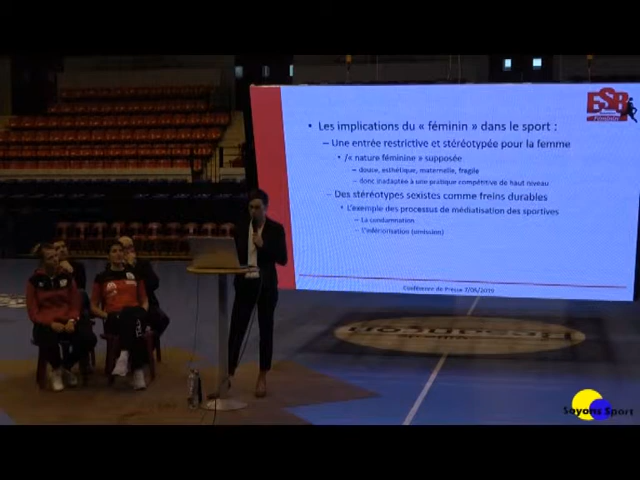 ESB
• Les implications du « féminin » dans le sport :
– Une entrée restrictive et stéréotypée pour la femme
• /« nature féminine » supposée
– douce, esthétique, maternelle, fragile
– donc inadaptée à une pratique compétitive de haut niveau
– Des stéréotypes sexistes comme freins durables
• L'exemple des processus de médiatisation des sportives
– La condamnation
– L'édénomation (omission)
Conférence de Presse 7/08/2019
Soyons Sport